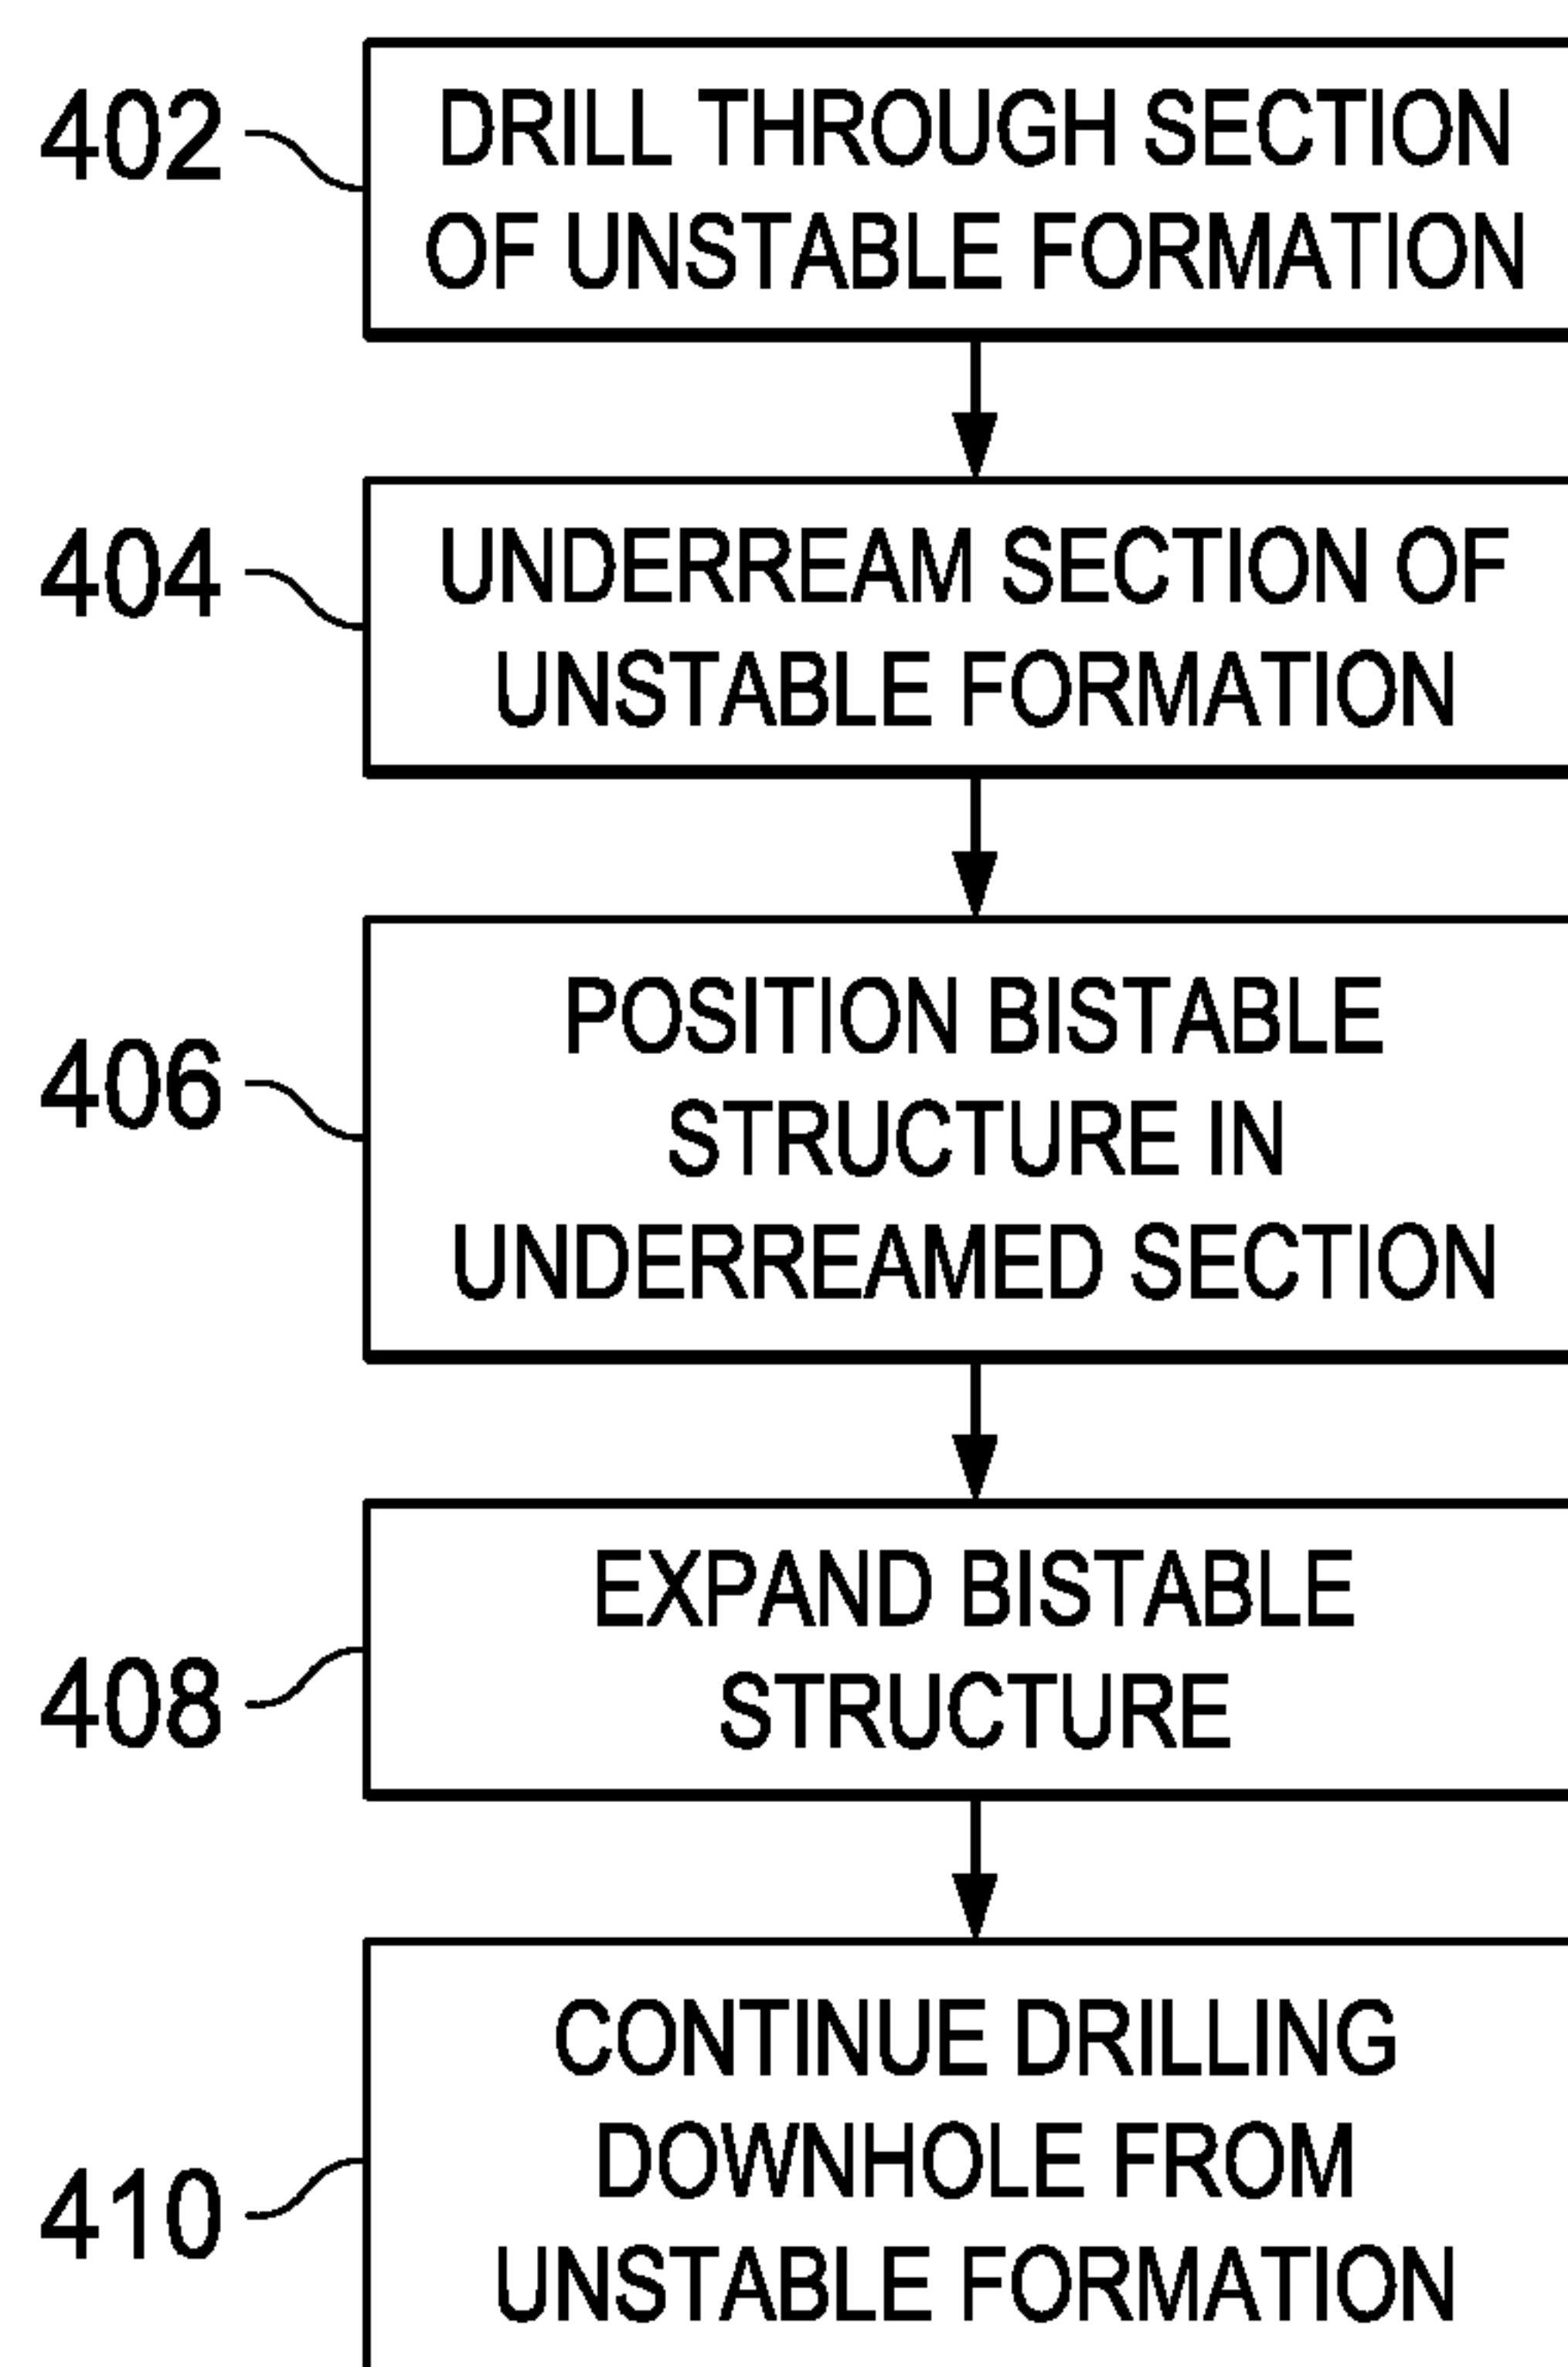 402
DRILL THROUGH SECTION
OF UNSTABLE FORMATION
404
UNDERREAM SECTION OF
UNSTABLE FORMATION
406
POSITION BISTABLE
STRUCTURE IN
UNDERREAMED SECTION
408
EXPAND BISTABLE
STRUCTURE
410
CONTINUE DRILLING
DOWNHOLE FROM
UNSTABLE FORMATION